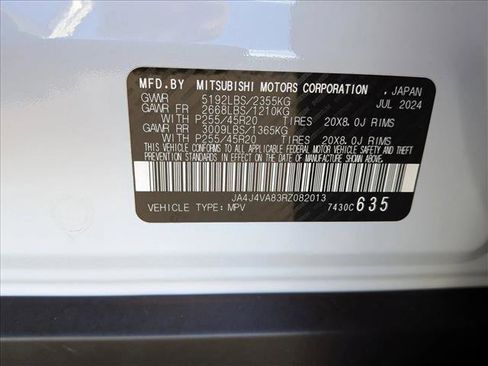 MFD.BY MITSUBISHI MOTORS CORPORATION , JAPAN
GVWR 5192LBS/2355KG JUL 2024
GAWR FR 2668LBS/1210KG
WITH P255/45R20 TIRES 20X8.0J RIMS
GAWR RR 3009LBS/1365KG
WITH P255/45R20 TIRES 20X8.0J RIMS
THIS VEHICLE CONFORMS TO ALL APPLICABLE
FEDERAL MOTOR VEHICLE SAFETY AND THEFT
PREVENTION STANDARDS IN EFFECT ON THE DATE
OF MANUFACTURE SHOWN ABOVE.
JA4J4VA83RZ082013
VEHICLE TYPE: MPV 7430C 635